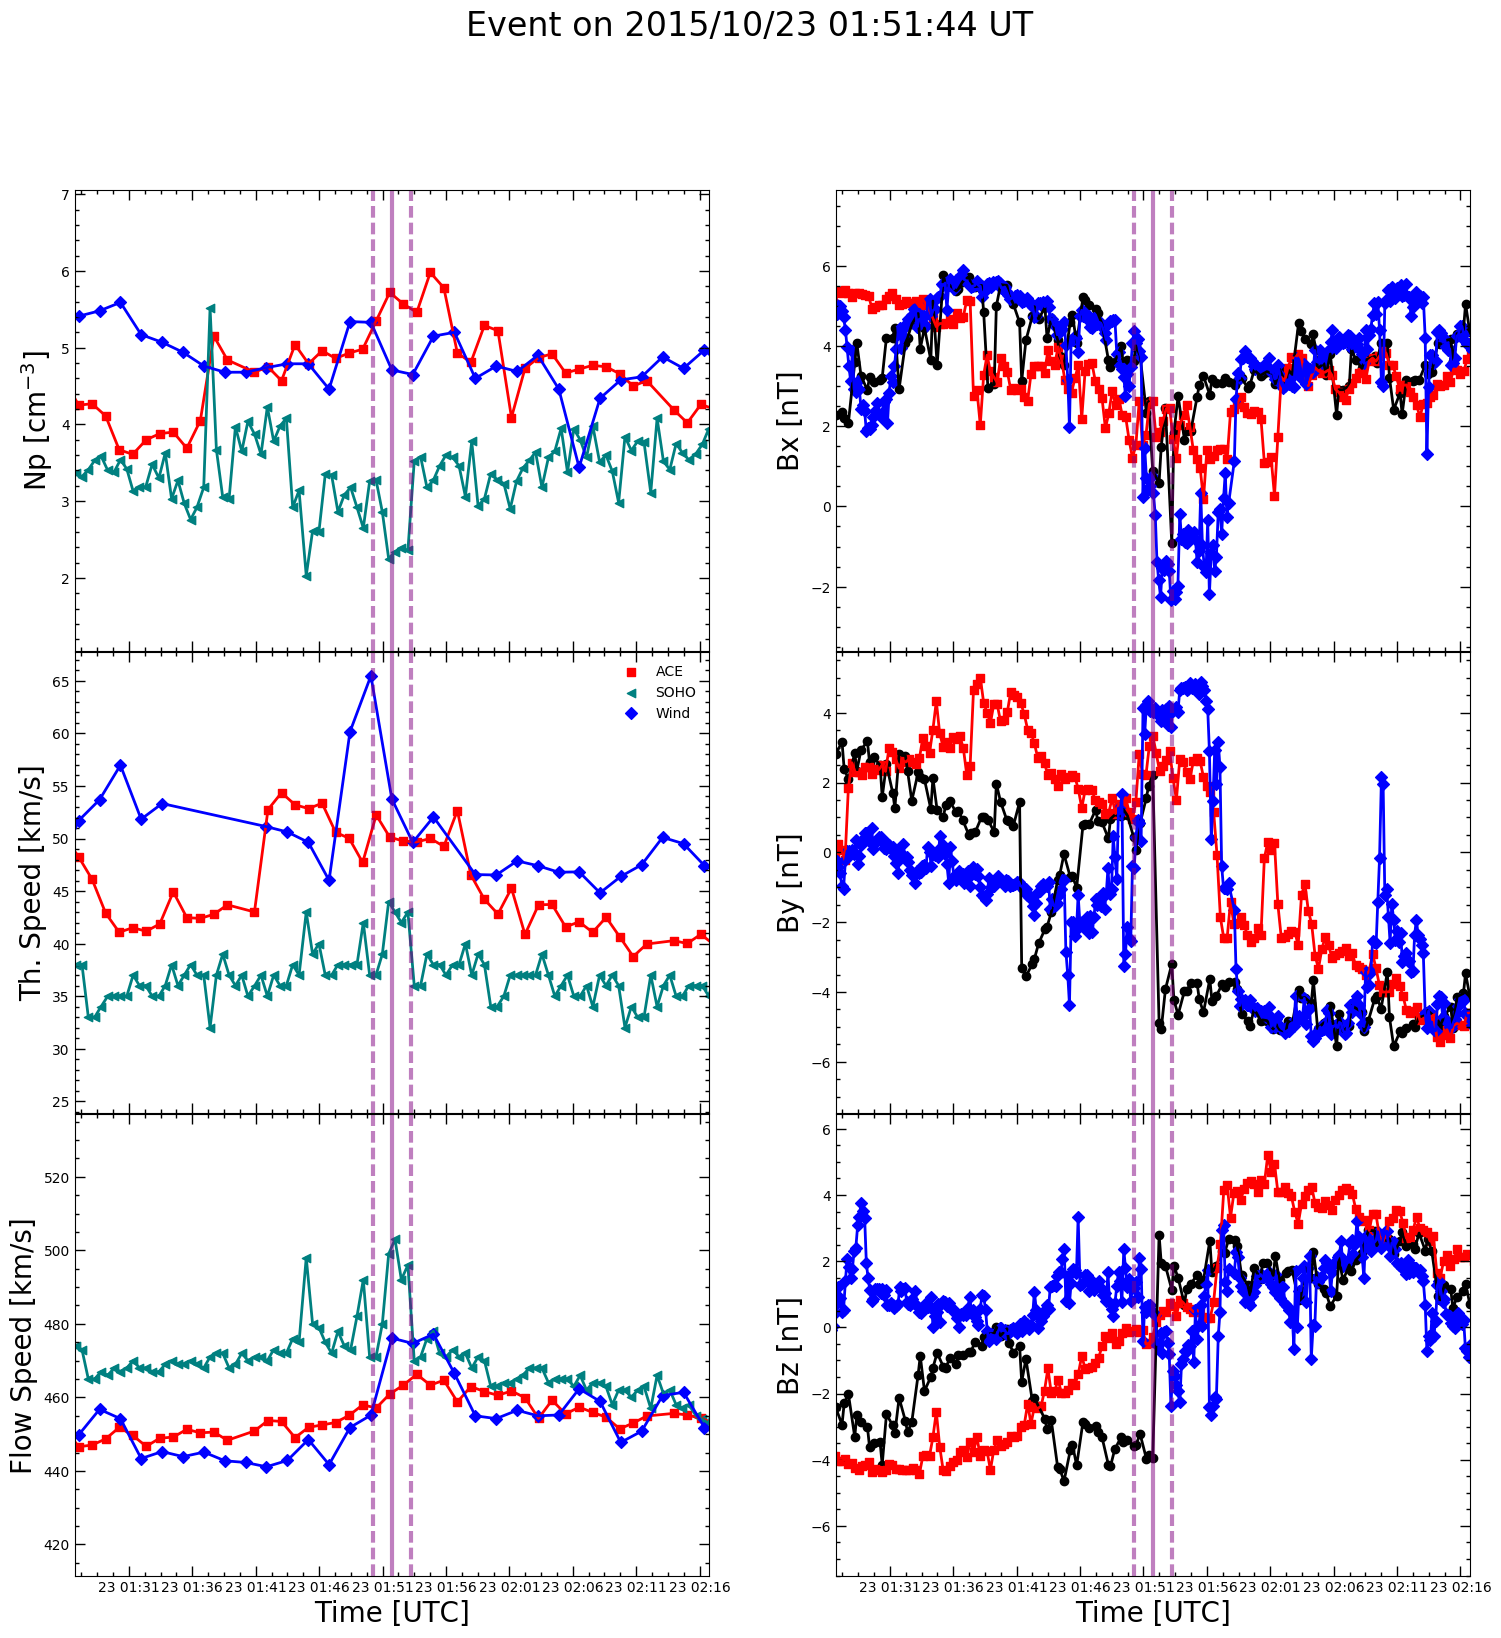 Event on 2015/10/23 01:51:44 UT
Np [cm⁻³]
7
6
5
4
3
2
Th. Speed [km/s]
65
60
55
50
45
40
35
30
25
ACE
SOHO
Wind
Flow Speed [km/s]
520
500
480
460
440
420
23 01:31 23 01:36 23 01:41 23 01:46 23 01:51 23 01:56 23 02:01 23 02:06 23 02:11 23 02:16
Time [UTC]
Bx [nT]
6
4
2
0
−2
By [nT]
4
2
0
−2
−4
−6
Bz [nT]
6
4
2
0
−2
−4
−6
23 01:31 23 01:36 23 01:41 23 01:46 23 01:51 23 01:56 23 02:01 23 02:06 23 02:11 23 02:16
Time [UTC]